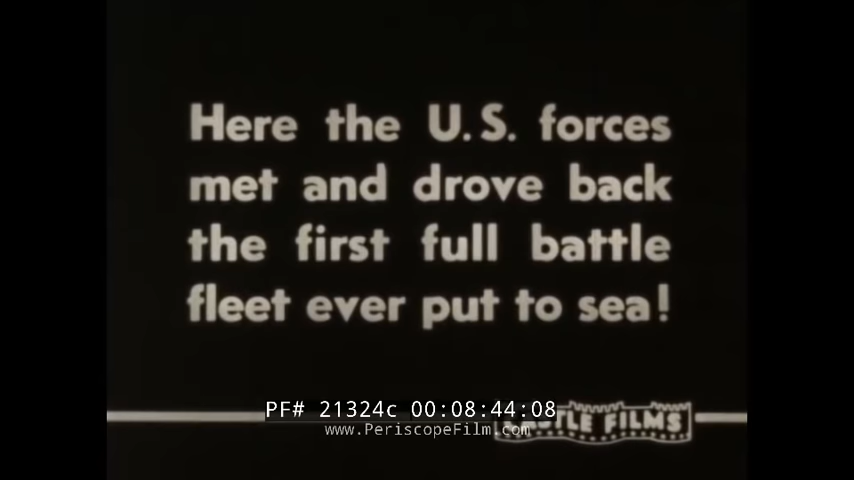 Here the U.S. forces
met and drove back
the first full battle
fleet ever put to sea!
PF# 21324c 00:08:44:08
www.PeriscopeFilm.com
FILMS